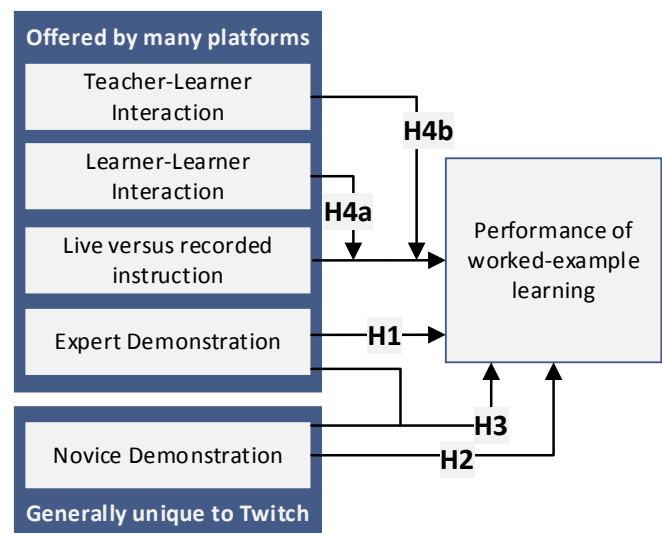 Offered by many platforms
Teacher-Learner
Interaction
H4b
Learner-Learner
Interaction
H4a
Live versus recorded
instruction
Performance of
worked-example
learning
Expert Demonstration
H1
H3
Novice Demonstration
H2
Generally unique to Twitch